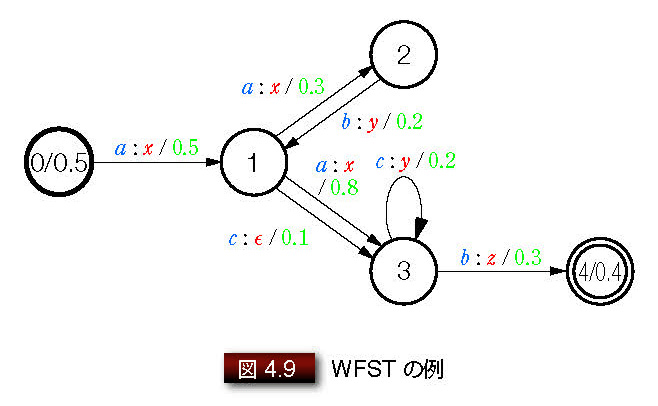 2
a : x / 0.3
b : y / 0.2
0/0.5
a : x / 0.5
1
a : x
/ 0.8
c : y / 0.2
c : ϵ / 0.1
3
b : z / 0.3
4/0.4
図 4.9 WFST の例